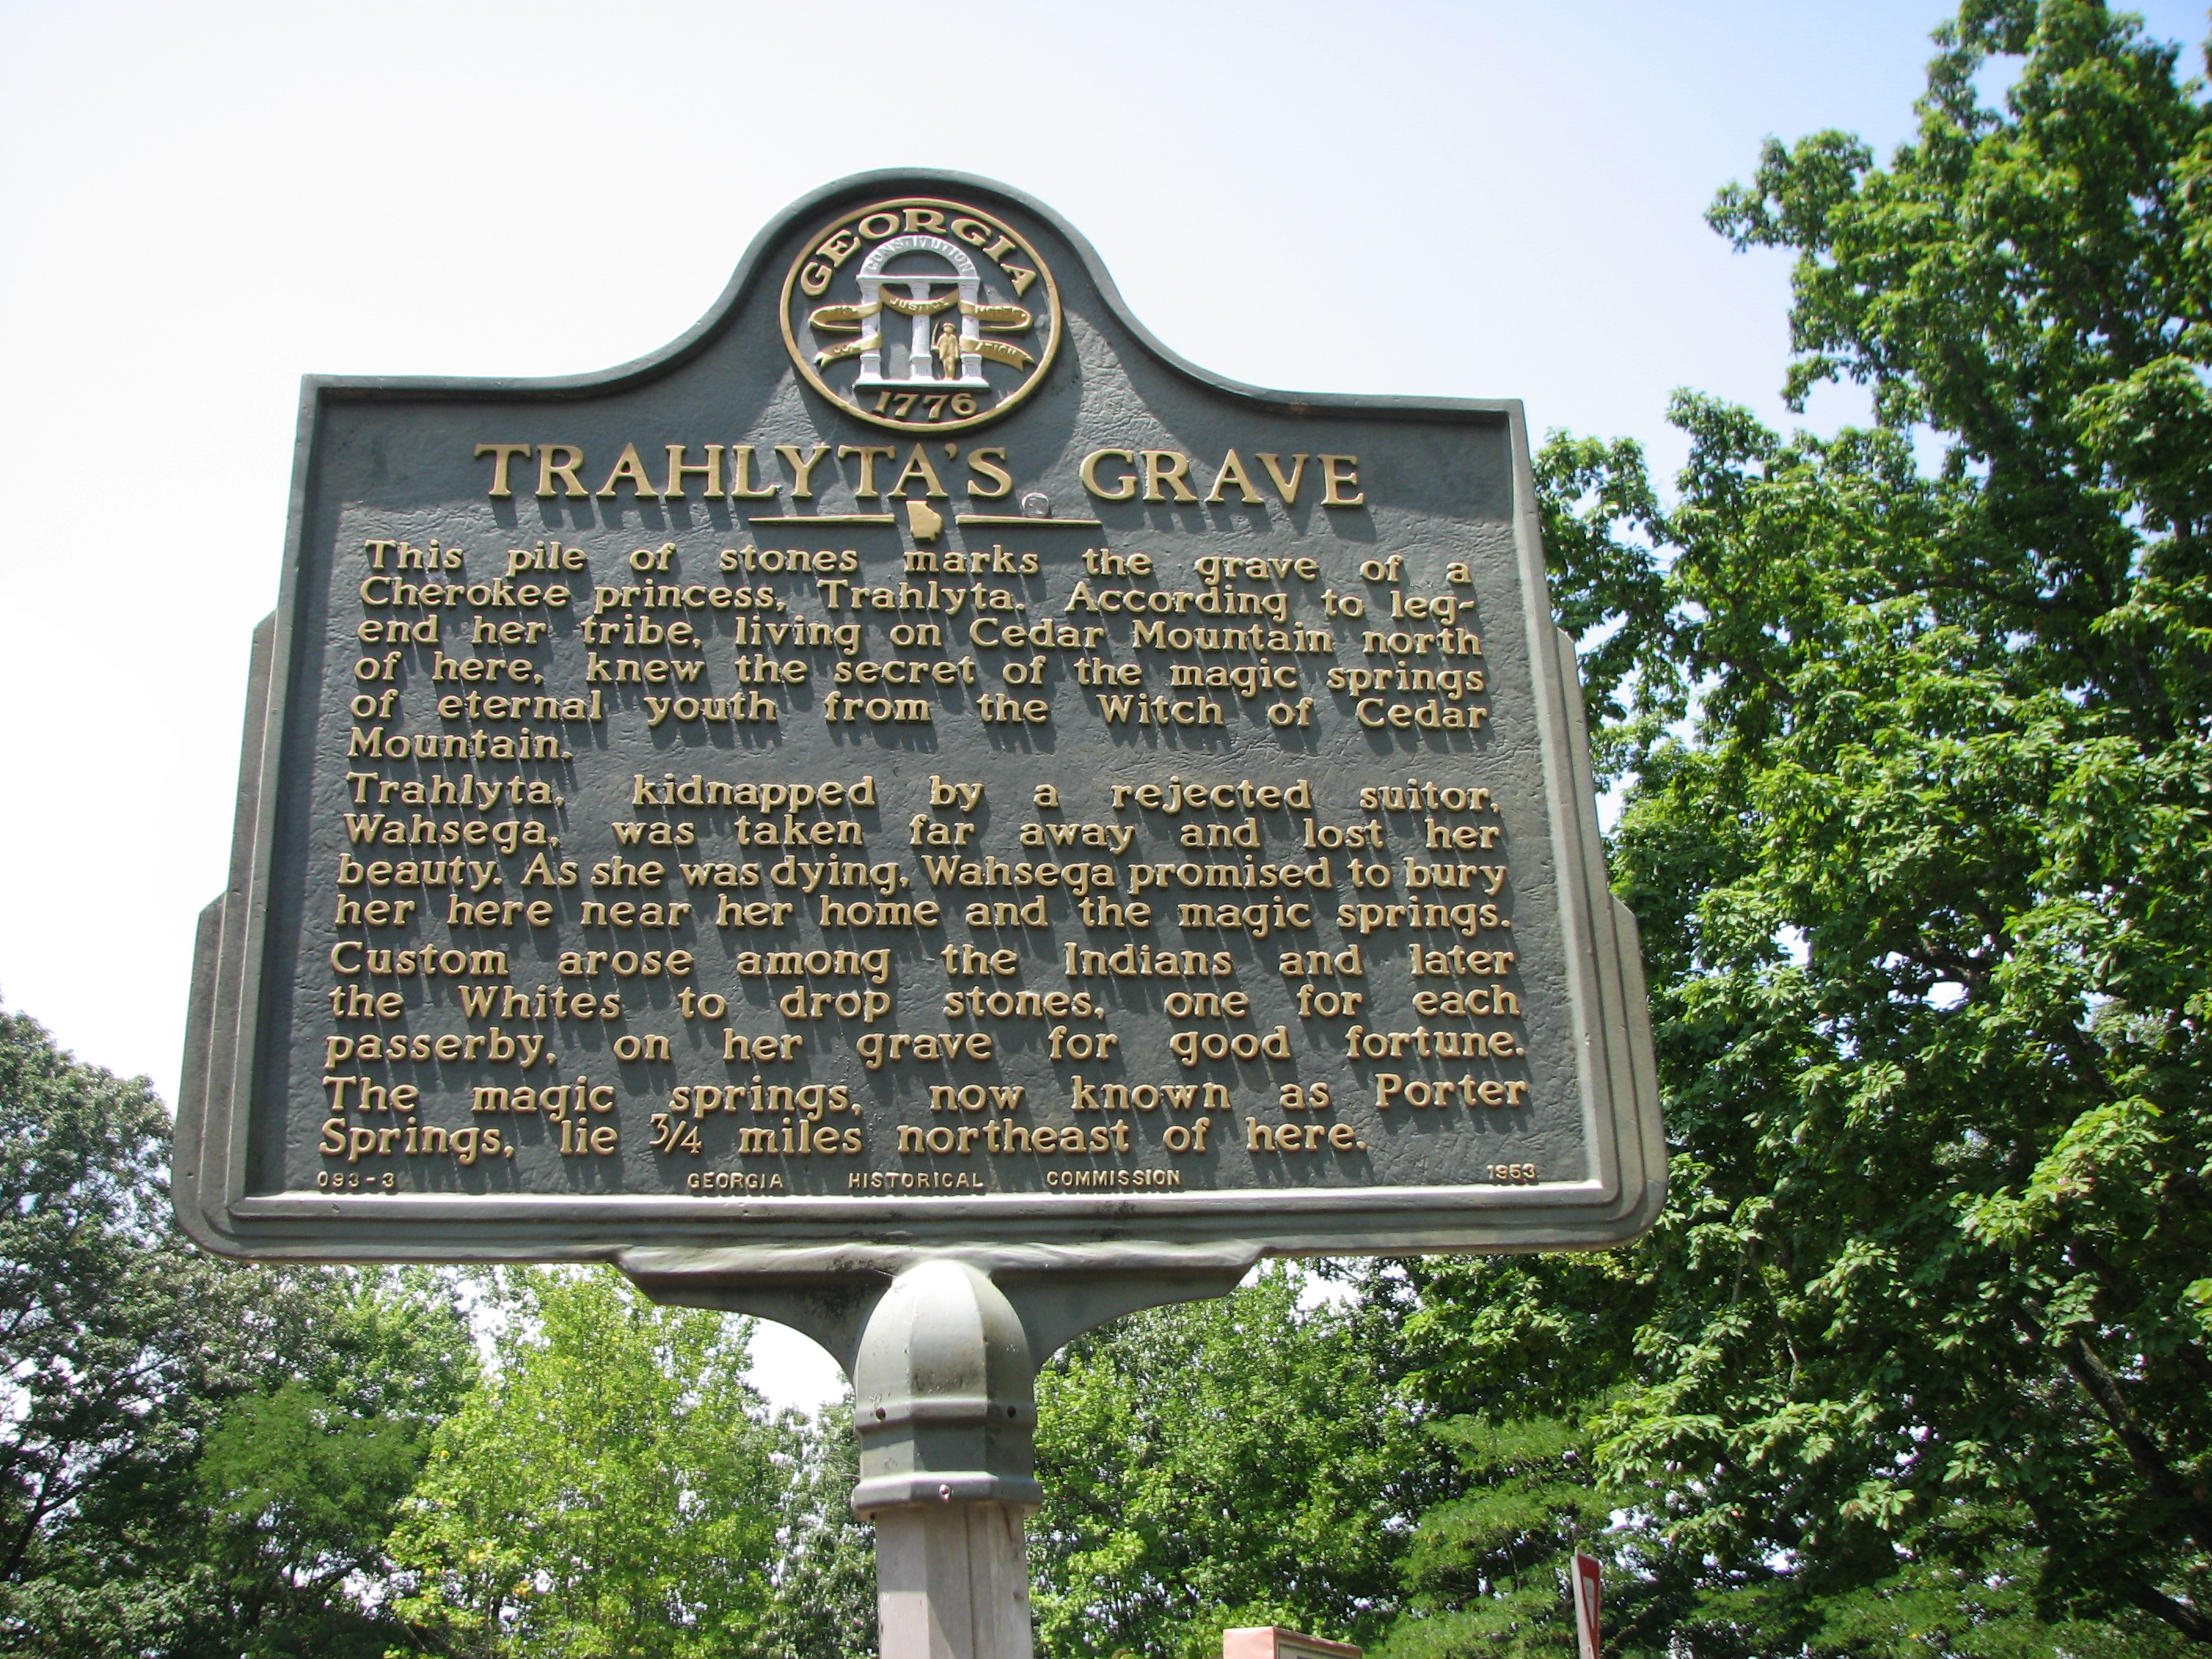 GEORGIA
CONSTITUTION
JUSTICE
1776
TRAHLYTA'S GRAVE
This pile of stones marks the grave of a
Cherokee princess, Trahlyta. According to leg-
end her tribe, living on Cedar Mountain north
of here, knew the secret of the magic springs
of eternal youth from the Witch of Cedar
Mountain.
Trahlyta, kidnapped by a rejected suitor,
Wahsega, was taken far away and lost her
beauty. As she was dying, Wahsega promised to bury
her here near her home and the magic springs.
Custom arose among the Indians and later
the Whites to drop stones, one for each
passerby, on her grave for good fortune.
The magic springs, now known as Porter
Springs, lie 3/4 miles northeast of here.
093-3 GEORGIA HISTORICAL COMMISSION 1953